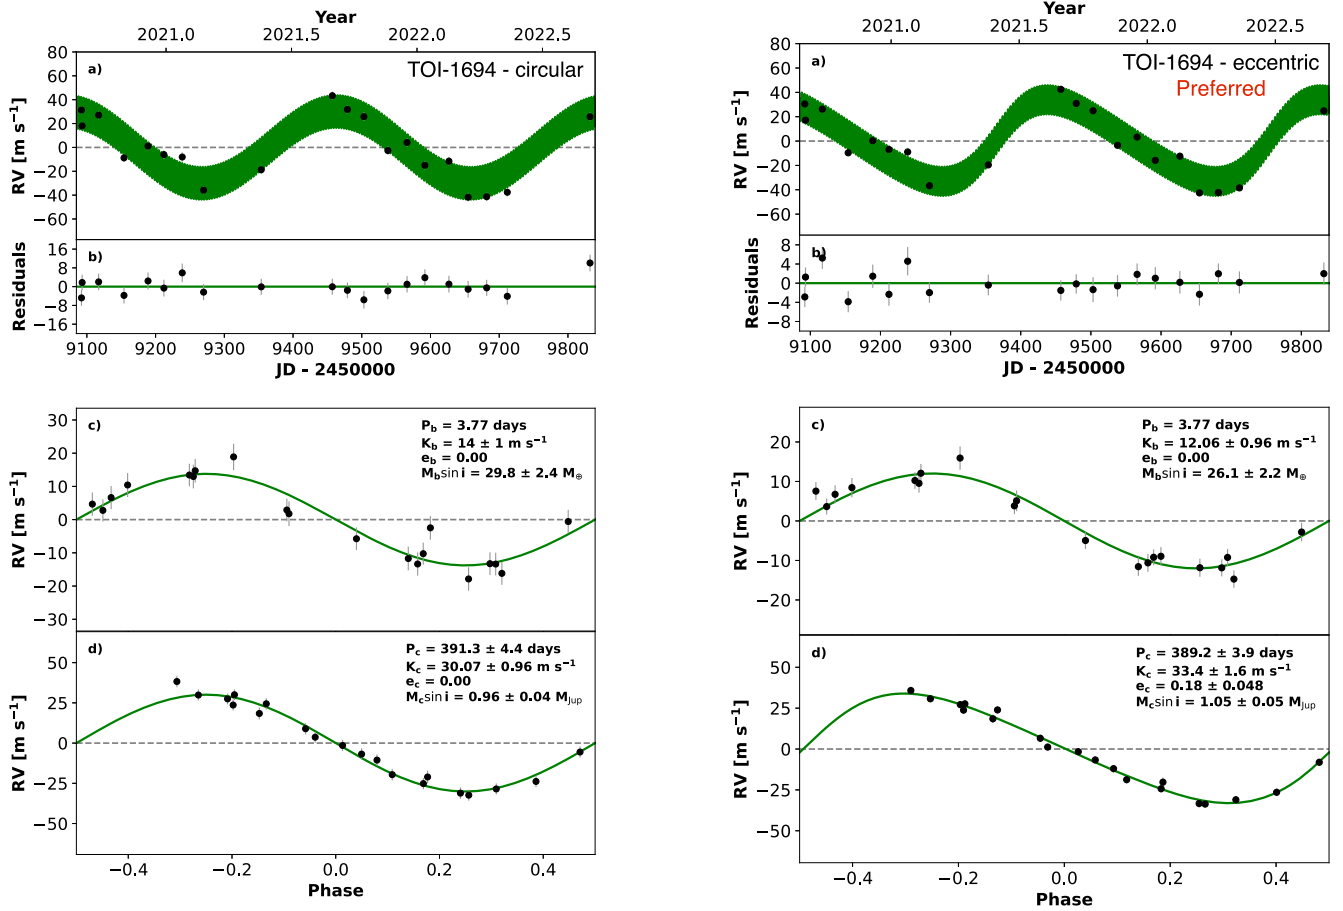 Year
2021.0 2021.5 2022.0 2022.5
a) TOI-1694 - circular
80
60
40
20
0
−20
−40
−60
RV [m s⁻¹]
b)
16
8
0
−8
−16
Residuals
9100 9200 9300 9400 9500 9600 9700 9800
JD - 2450000
c)
P_b = 3.77 days
K_b = 14 ± 1 m s⁻¹
e_b = 0.00
M_b sin i = 29.8 ± 2.4 M⊕
30
20
10
0
−10
−20
−30
RV [m s⁻¹]
d)
P_c = 391.3 ± 4.4 days
K_c = 30.07 ± 0.96 m s⁻¹
e_c = 0.00
M_c sin i = 0.96 ± 0.04 M_Jup
50
25
0
−25
−50
RV [m s⁻¹]
−0.4 −0.2 0.0 0.2 0.4
Phase
Year
2021.0 2021.5 2022.0 2022.5
a) TOI-1694 - eccentric
Preferred
80
60
40
20
0
−20
−40
−60
RV [m s⁻¹]
b)
8
4
0
−4
−8
Residuals
9100 9200 9300 9400 9500 9600 9700 9800
JD - 2450000
c)
P_b = 3.77 days
K_b = 12.06 ± 0.96 m s⁻¹
e_b = 0.00
M_b sin i = 26.1 ± 2.2 M⊕
20
10
0
−10
−20
RV [m s⁻¹]
d)
P_c = 389.2 ± 3.9 days
K_c = 33.4 ± 1.6 m s⁻¹
e_c = 0.18 ± 0.048
M_c sin i = 1.05 ± 0.05 M_Jup
50
25
0
−25
−50
RV [m s⁻¹]
−0.4 −0.2 0.0 0.2 0.4
Phase